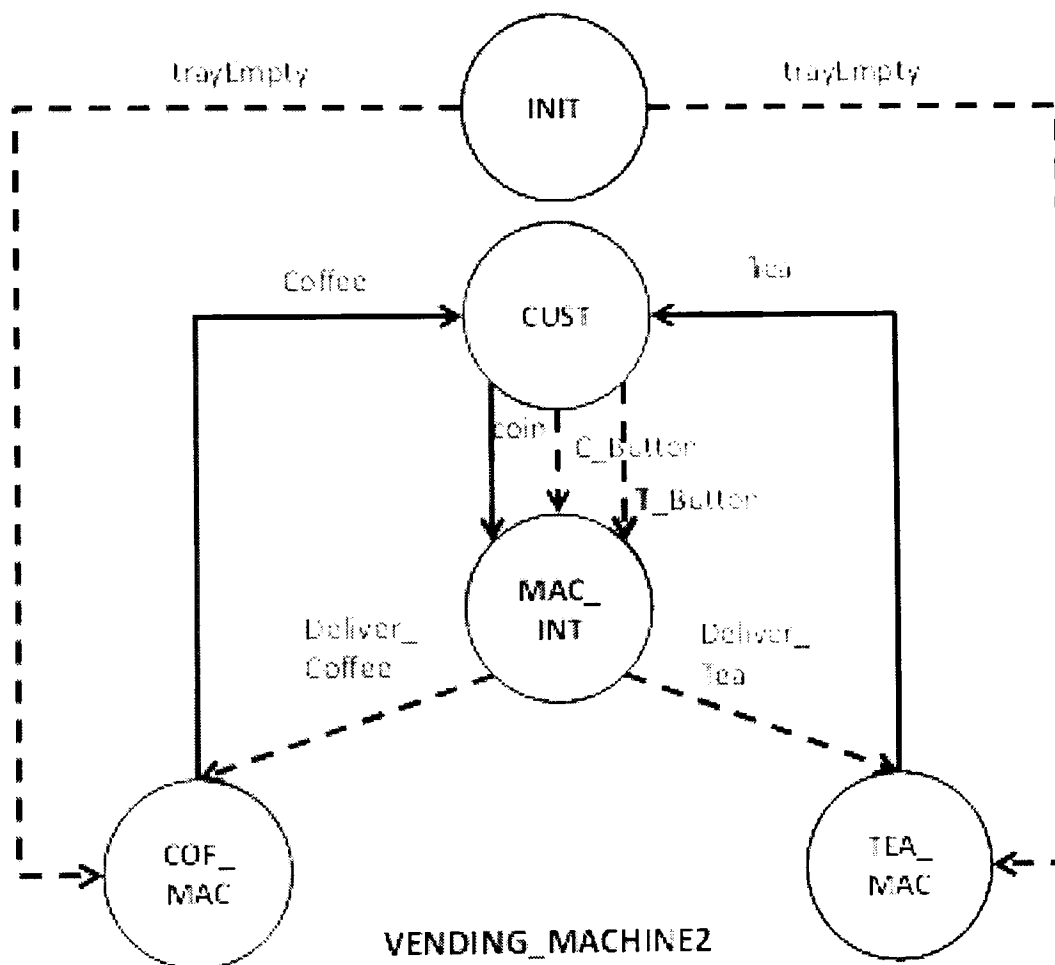 trayEmpty
trayEmpty
INIT
Coffee
Tea
CUST
coin
C_Button
T_Button
MAC_
INT
Deliver_
Coffee
Deliver_
Tea
COF_
MAC
TEA_
MAC
VENDING_MACHINE2